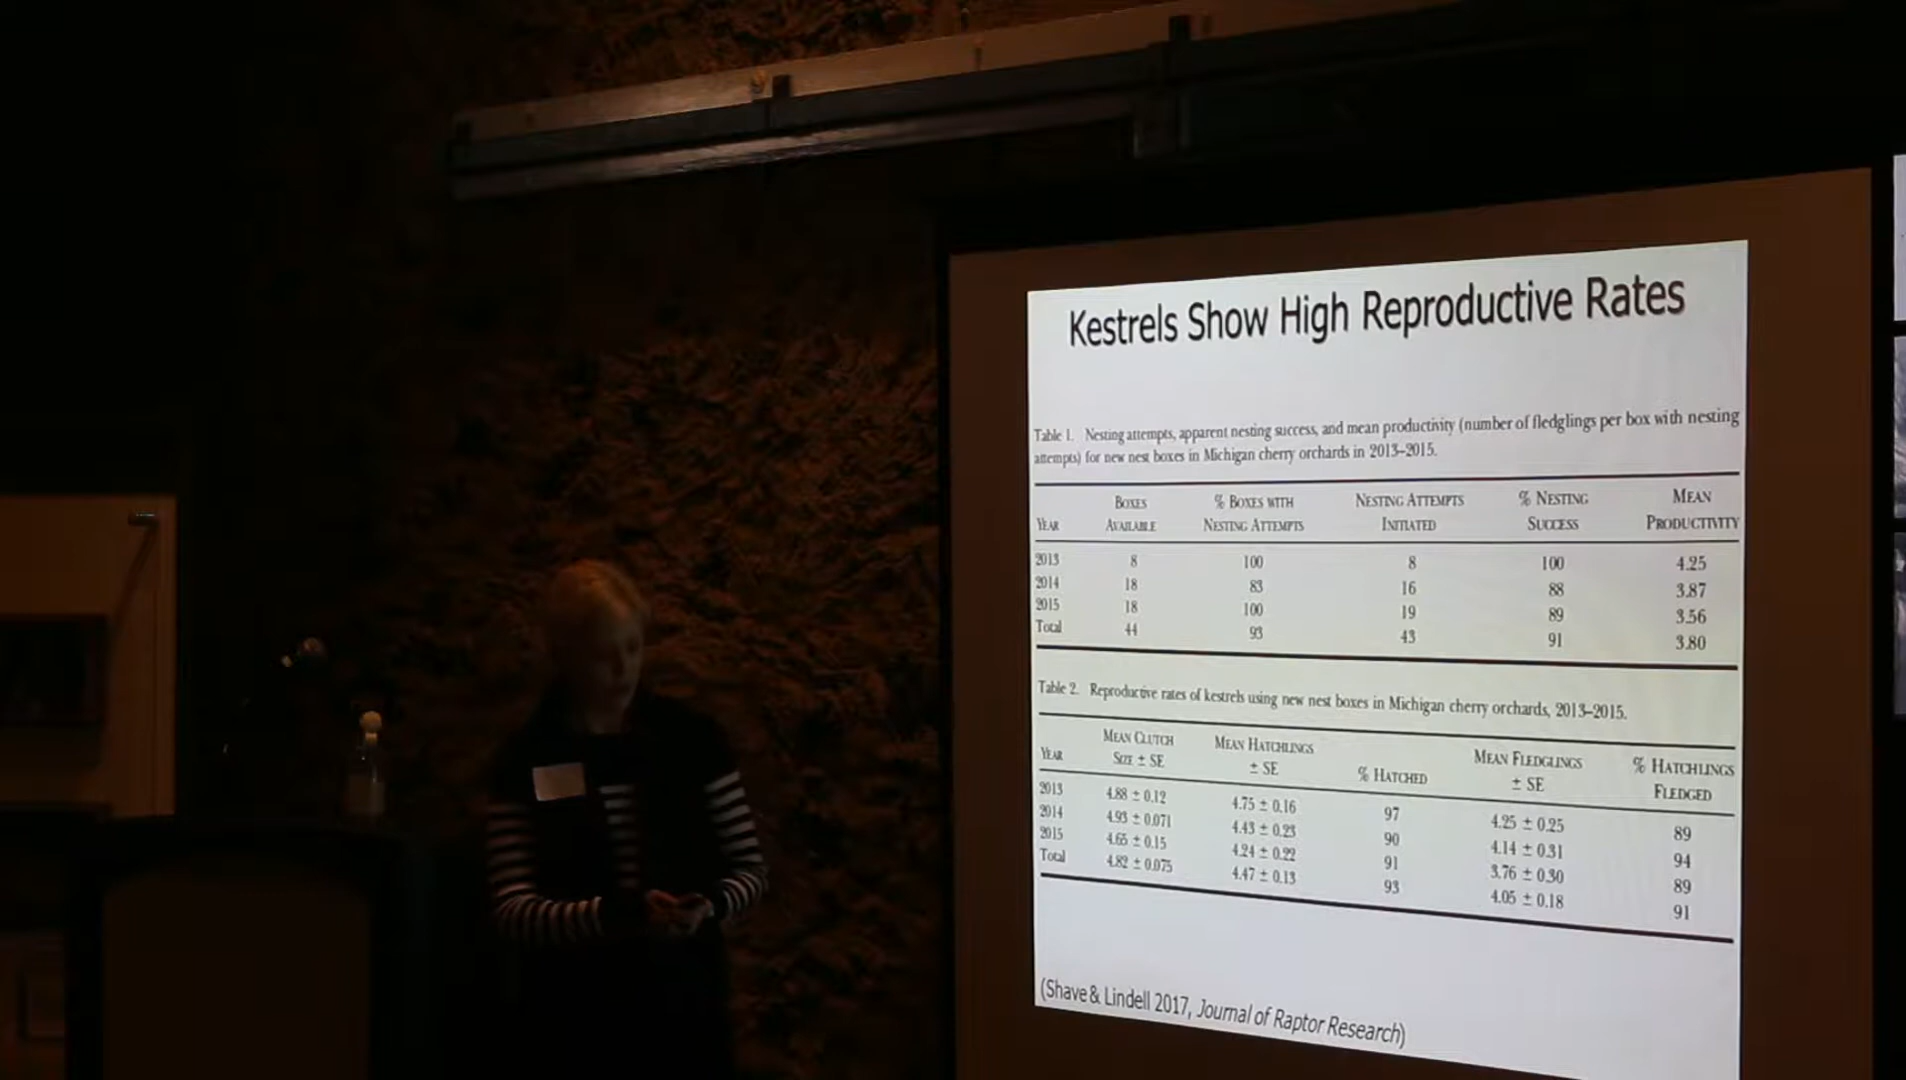 Kestrels Show High Reproductive Rates
Table 1. Nesting attempts, apparent nesting success, and mean productivity (number of fledglings per box with nesting
attempts) for new nest boxes in Michigan cherry orchards in 2013–2015.
YEAR BOXES AVAILABLE % BOXES WITH NESTING ATTEMPTS NESTING ATTEMPTS INITIATED % NESTING SUCCESS MEAN PRODUCTIVITY
2013 8 100 8 100 4.25
2014 18 83 16 88 3.87
2015 18 100 19 89 3.56
Total 44 93 43 91 3.80
Table 2. Reproductive rates of kestrels using new nest boxes in Michigan cherry orchards, 2013–2015.
YEAR MEAN CLUTCH SIZE ± SE MEAN HATCHLINGS ± SE % HATCHED MEAN FLEDGLINGS ± SE % HATCHLINGS FLEDGED
2013 4.88 ± 0.12 4.75 ± 0.16 97 4.25 ± 0.25 89
2014 4.93 ± 0.071 4.43 ± 0.23 90 4.14 ± 0.31 94
2015 4.65 ± 0.15 4.24 ± 0.22 91 3.76 ± 0.30 89
Total 4.82 ± 0.075 4.47 ± 0.13 93 4.05 ± 0.18 91
(Shave & Lindell 2017, Journal of Raptor Research)